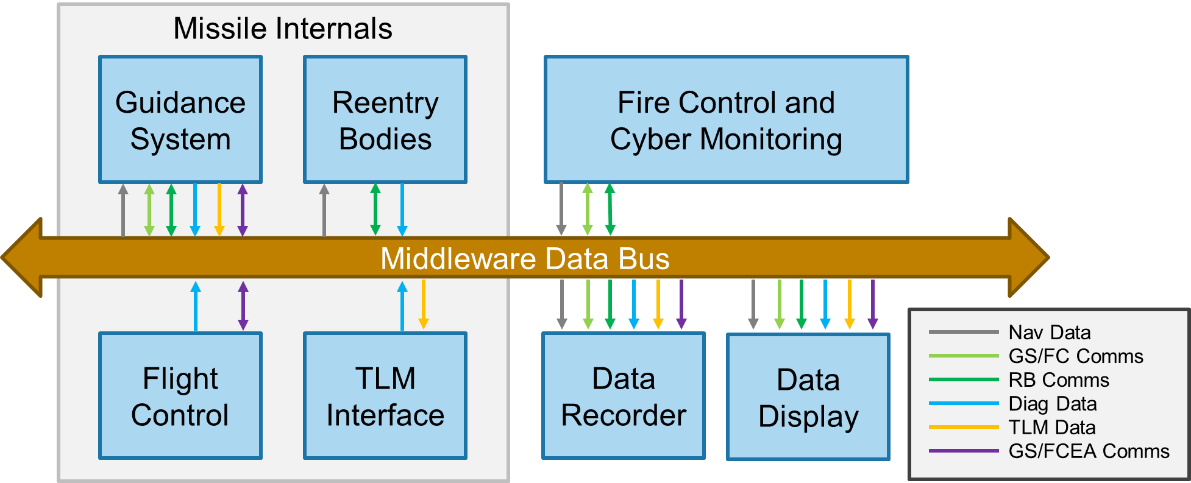 Missile Internals
Guidance
System
Reentry
Bodies
Fire Control and
Cyber Monitoring
Middleware Data Bus
Flight
Control
TLM
Interface
Data
Recorder
Data
Display
Nav Data
GS/FC Comms
RB Comms
Diag Data
TLM Data
GS/FCEA Comms